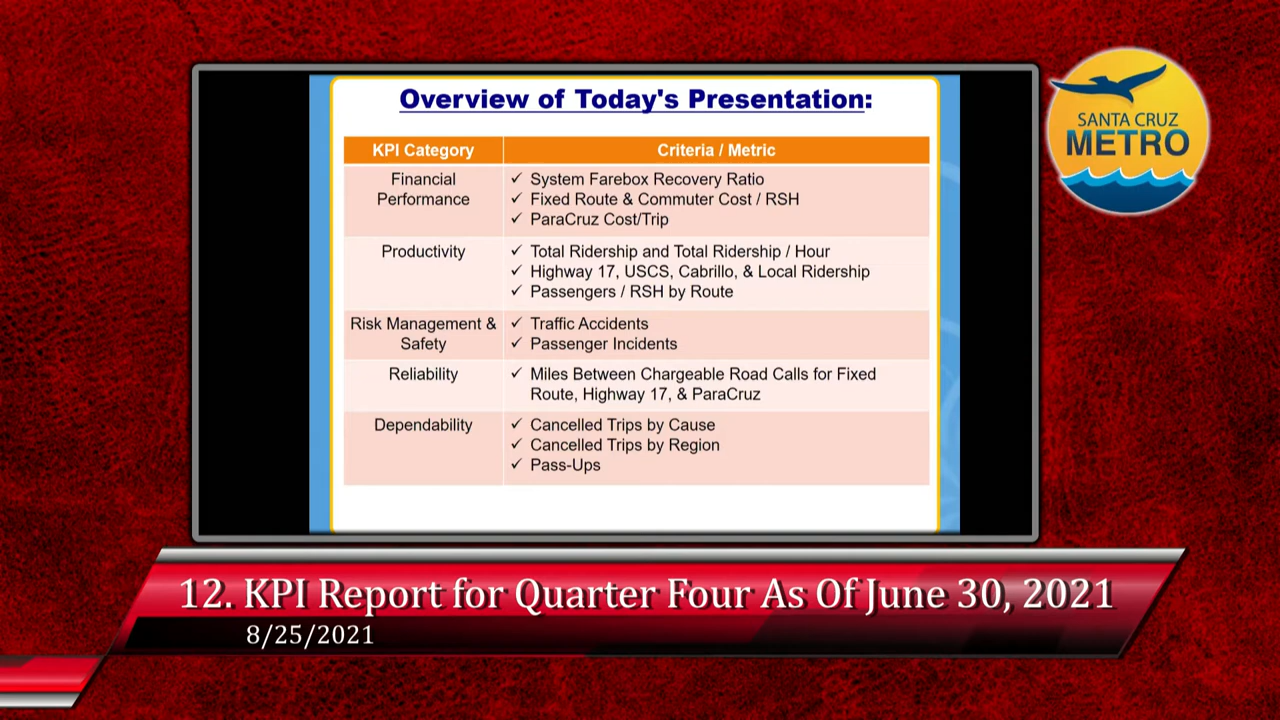 Overview of Today's Presentation:
KPI Category
Criteria / Metric
Financial
Performance
✓ System Farebox Recovery Ratio
✓ Fixed Route & Commuter Cost / RSH
✓ ParaCruz Cost/Trip
Productivity
✓ Total Ridership and Total Ridership / Hour
✓ Highway 17, USCS, Cabrillo, & Local Ridership
✓ Passengers / RSH by Route
Risk Management &
Safety
✓ Traffic Accidents
✓ Passenger Incidents
Reliability
✓ Miles Between Chargeable Road Calls for Fixed
Route, Highway 17, & ParaCruz
Dependability
✓ Cancelled Trips by Cause
✓ Cancelled Trips by Region
✓ Pass-Ups
SANTA CRUZ
METRO
12. KPI Report for Quarter Four As Of June 30, 2021
8/25/2021